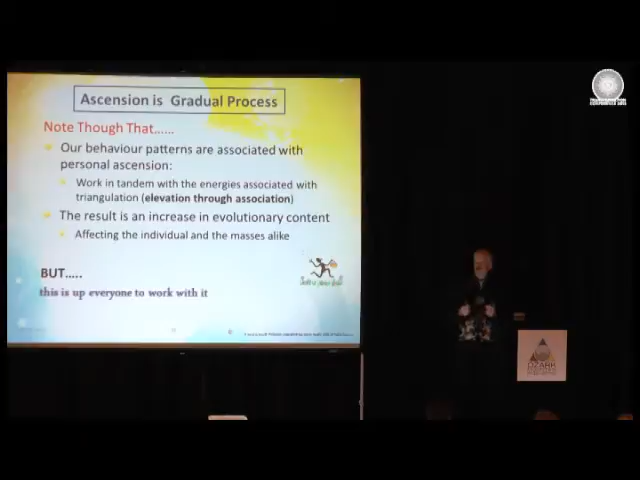 Ascension is Gradual Process
Note Though That......
Our behaviour patterns are associated with
personal ascension:
Work in tandem with the energies associated with
triangulation (elevation through association)
The result is an increase in evolutionary content
Affecting the individual and the masses alike
BUT.....
this is up everyone to work with it
OZARK